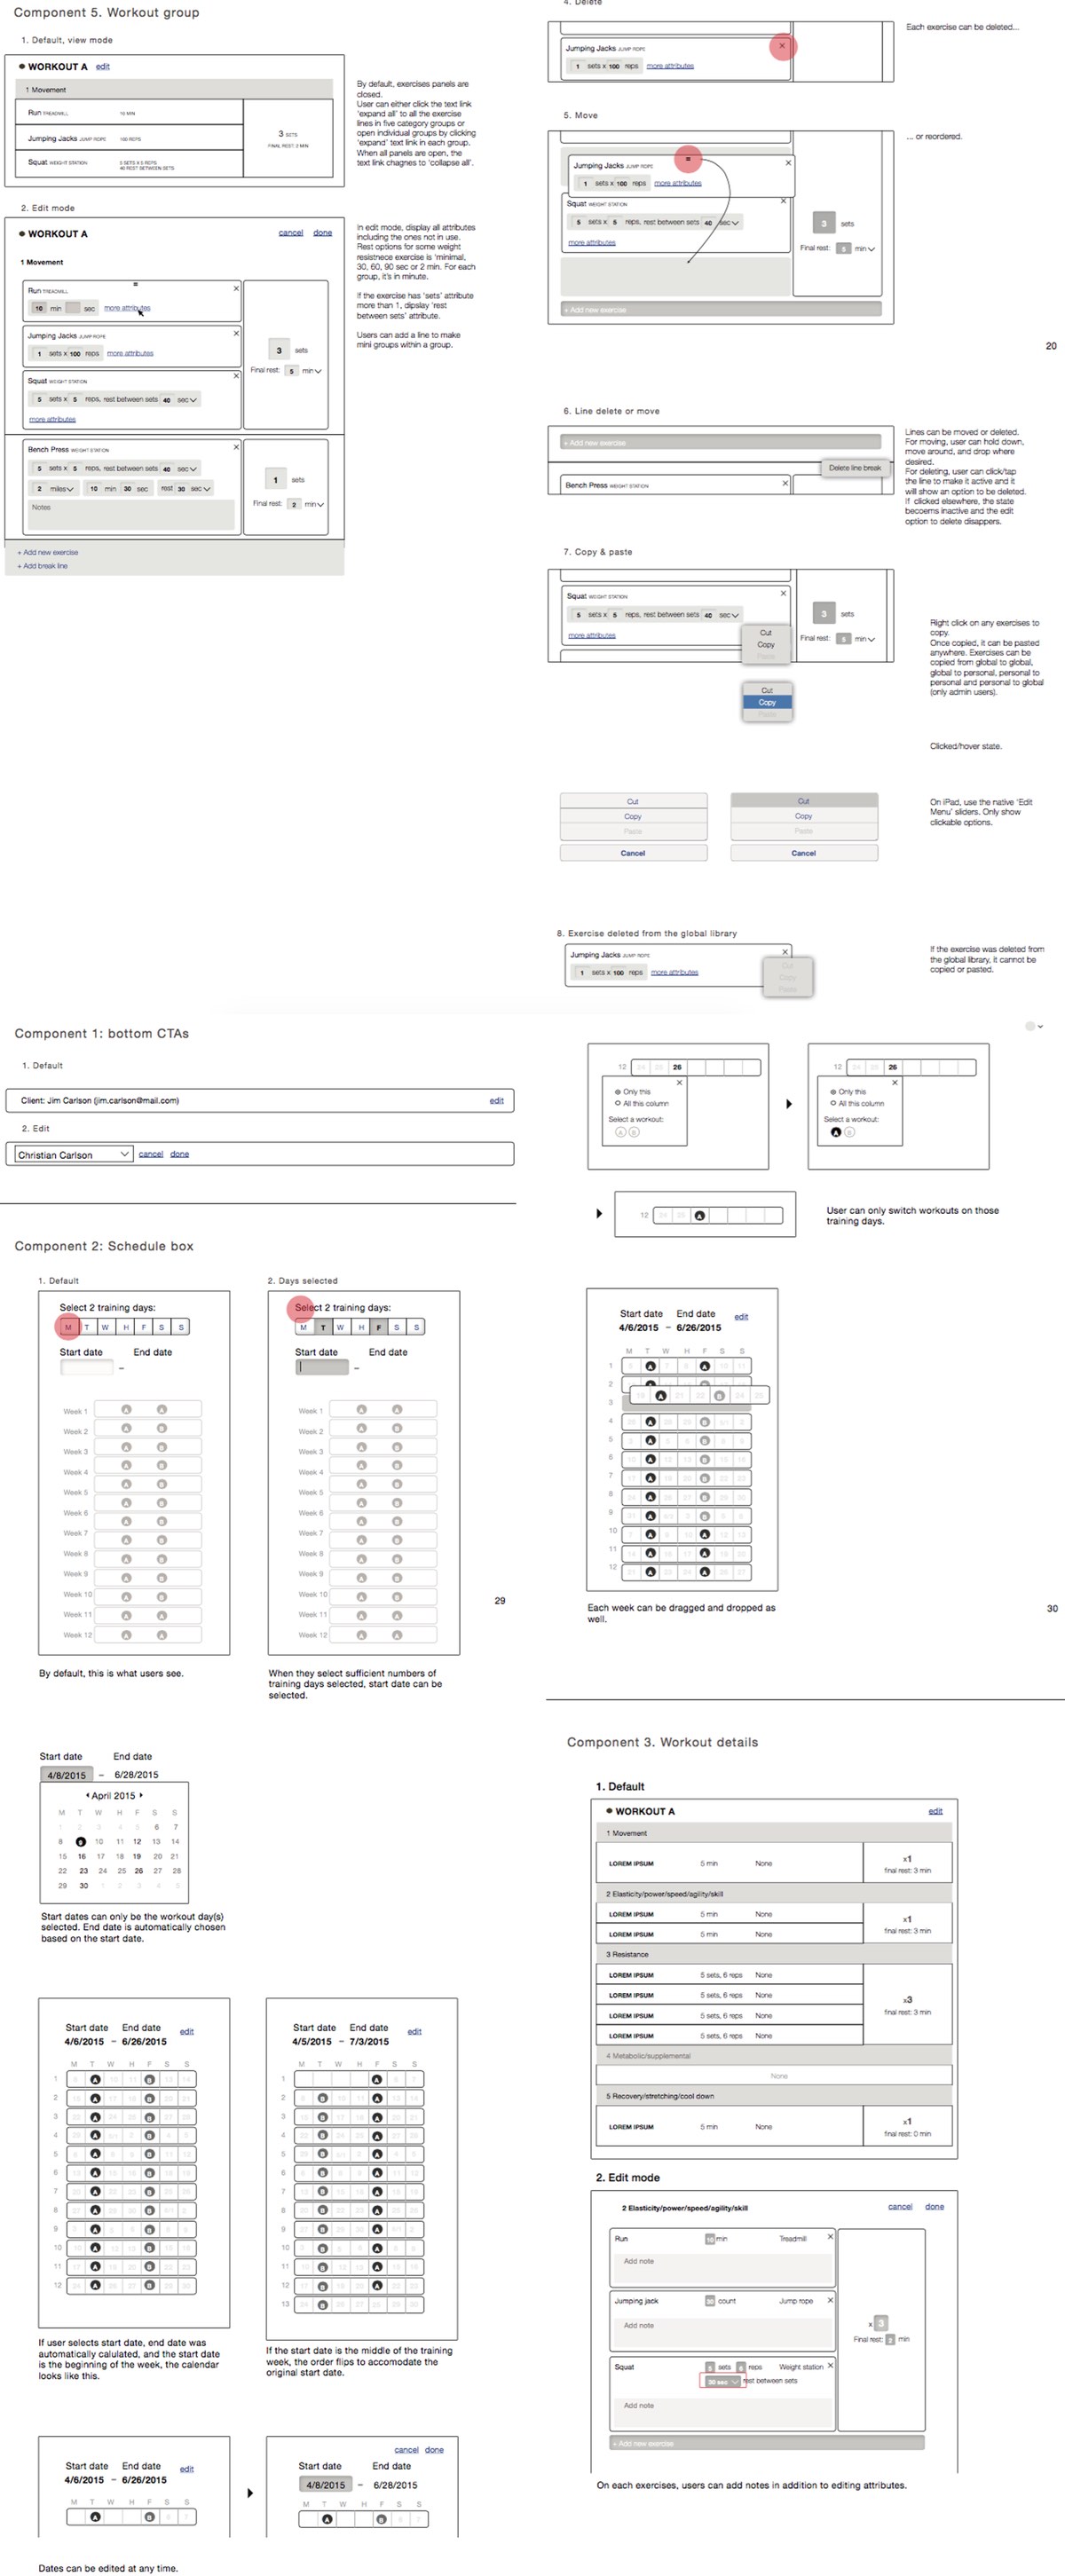 Component 5. Workout group
1. Default, view mode
WORKOUT A edit
1 Movement
Run TREADMILL 10 MIN
Jumping Jacks JUMP ROPE 100 REPS
Squat WEIGHT STATION 5 SETS X 5 REPS
40 REST BETWEEN SETS
3 SETS
FINAL REST: 2 MIN
By default, exercises panels are
closed.
User can either click the text link
'expand all' to all the exercise
lines in five category groups or
open individual groups by clicking
'expand' text link in each group.
When all panels are open, the
text link chagnes to 'collapse all'.
2. Edit mode
WORKOUT A cancel done
1 Movement
Run TREADMILL
10 min sec more attributes
Jumping Jacks JUMP ROPE
1 sets x 100 reps more attributes
Squat WEIGHT STATION
5 sets x 5 reps, rest between sets 40 sec
more attributes
3 sets
Final rest: 5 min
Bench Press WEIGHT STATION
5 sets x 5 reps, rest between sets 40 sec
2 miles 10 min 30 sec rest 30 sec
Notes
1 sets
Final rest: 2 min
+ Add new exercise
+ Add break line
In edit mode, display all attributes
including the ones not in use.
Rest options for some weight
resistnece exercise is 'minimal,
30, 60, 90 sec or 2 min. For each
group, it's in minute.
If the exercise has 'sets' attribute
more than 1, dipslay 'rest
between sets' attribute.
Users can add a line to make
mini groups within a group.
4. Delete
Jumping Jacks JUMP ROPE
1 sets x 100 reps more attributes
Each exercise can be deleted...
5. Move
Jumping Jacks JUMP ROPE
1 sets x 100 reps more attributes
Squat WEIGHT STATION
5 sets x 5 reps, rest between sets 40 sec
more attributes
3 sets
Final rest: 5 min
+ Add new exercise
... or reordered.
20
6. Line delete or move
+ Add new exercise
Delete line break
Bench Press WEIGHT STATION
Lines can be moved or deleted.
For moving, user can hold down,
move around, and drop where
desired.
For deleting, user can click/tap
the line to make it active and it
will show an option to be deleted.
If clicked elsewhere, the state
becoems inactive and the edit
option to delete disappers.
7. Copy & paste
Squat WEIGHT STATION
5 sets x 5 reps, rest between sets 40 sec
more attributes
3 sets
Final rest: 5 min
Cut
Copy
Paste
Cut
Copy
Paste
Right click on any exercises to
copy.
Once copied, it can be pasted
anywhere. Exercises can be
copied from global to global,
global to personal, personal to
personal and personal to global
(only admin users).
Clicked/hover state.
Cut
Copy
Paste
Cancel
Cut
Copy
Paste
Cancel
On iPad, use the native 'Edit
Menu' sliders. Only show
clickable options.
8. Exercise deleted from the global library
Jumping Jacks JUMP ROPE
1 sets x 100 reps more attributes
Cut
Copy
Paste
If the exercise was deleted from
the global library, it cannot be
copied or pasted.
Component 1: bottom CTAs
1. Default
Client: Jim Carlson (jim.carlson@mail.com) edit
2. Edit
Christian Carlson cancel done
Component 2: Schedule box
1. Default
Select 2 training days:
M T W H F S S
Start date End date
–
Week 1 A A
Week 2 A B
Week 3 A B
Week 4 A B
Week 5 A B
Week 6 A B
Week 7 A B
Week 8 A B
Week 9 A B
Week 10 A B
Week 11 A A
Week 12 A A
By default, this is what users see.
2. Days selected
Select 2 training days:
M T W H F S S
Start date End date
–
Week 1 A A
Week 2 A B
Week 3 A B
Week 4 A B
Week 5 A B
Week 6 A B
Week 7 A B
Week 8 A B
Week 9 A B
Week 10 A B
Week 11 A A
Week 12 A A
When they select sufficient numbers of
training days selected, start date can be
selected.
29
Start date End date
4/8/2015 – 6/28/2015
April 2015
M T W H F S S
1 2 3 4 5 6 7
8 10 11 12 13 14
15 16 17 18 19 20 21
22 23 24 25 26 27 28
29 30 1 2 3 4 5
Start dates can only be the workout day(s)
selected. End date is automatically chosen
based on the start date.
Start date End date
4/6/2015 – 6/26/2015 edit
M T W H F S S
1 A B
2 A B
3 A B
4 A B
5 A B
6 A B
7 A B
8 A B
9 A B
10 A B
11 A B
12 A B
If user selects start date, end date was
automatically calulated, and the start date
is the beginning of the week, the calendar
looks like this.
Start date End date
4/5/2015 – 7/3/2015 edit
M T W H F S S
1 A
2 B A
3 B A
4 B A
5 B A
6 B A
7 B A
8 B A
9 B A
10 B A
11 B A
12 B A
13 B
If the start date is the middle of the training
week, the order flips to accomodate the
original start date.
Start date End date
4/6/2015 – 6/26/2015 edit
M T W H F S S
A B 6 7
cancel done
Start date End date
4/8/2015 – 6/28/2015
M T W H F S S
A B 6 7
Dates can be edited at any time.
12 24 25 26
Only this
All this column
Select a workout:
A B
12 24 25 26
Only this
All this column
Select a workout:
A B
12 24 25 A
User can only switch workouts on those
training days.
Start date End date
4/6/2015 – 6/26/2015 edit
M T W H F S S
1 A A
2
A 21 22 B 24 25
3
4 A B
5 A B
6 A B
7 A B
8 A B
9 A B
10 A A
11 A A
12 A A
Each week can be dragged and dropped as
well.
30
Component 3. Workout details
1. Default
WORKOUT A edit
1 Movement
LOREM IPSUM 5 min None
x1
final rest: 3 min
2 Elasticity/power/speed/agility/skill
LOREM IPSUM 5 min None
LOREM IPSUM 5 min None
x1
final rest: 3 min
3 Resistance
LOREM IPSUM 5 sets, 6 reps None
LOREM IPSUM 5 sets, 6 reps None
LOREM IPSUM 5 sets, 6 reps None
LOREM IPSUM 5 sets, 6 reps None
x3
final rest: 3 min
4 Metabolic/supplemental
None
5 Recovery/stretching/cool down
LOREM IPSUM 5 min None
x1
final rest: 0 min
2. Edit mode
2 Elasticity/power/speed/agility/skill cancel done
Run min Treadmill
Add note
Jumping jack 30 count Jump rope
Add note
Squat sets reps Weight station
30 sec rest between sets
Add note
x 3
Final rest: 2 min
+ Add new exercise
On each exercises, users can add notes in addition to editing attributes.